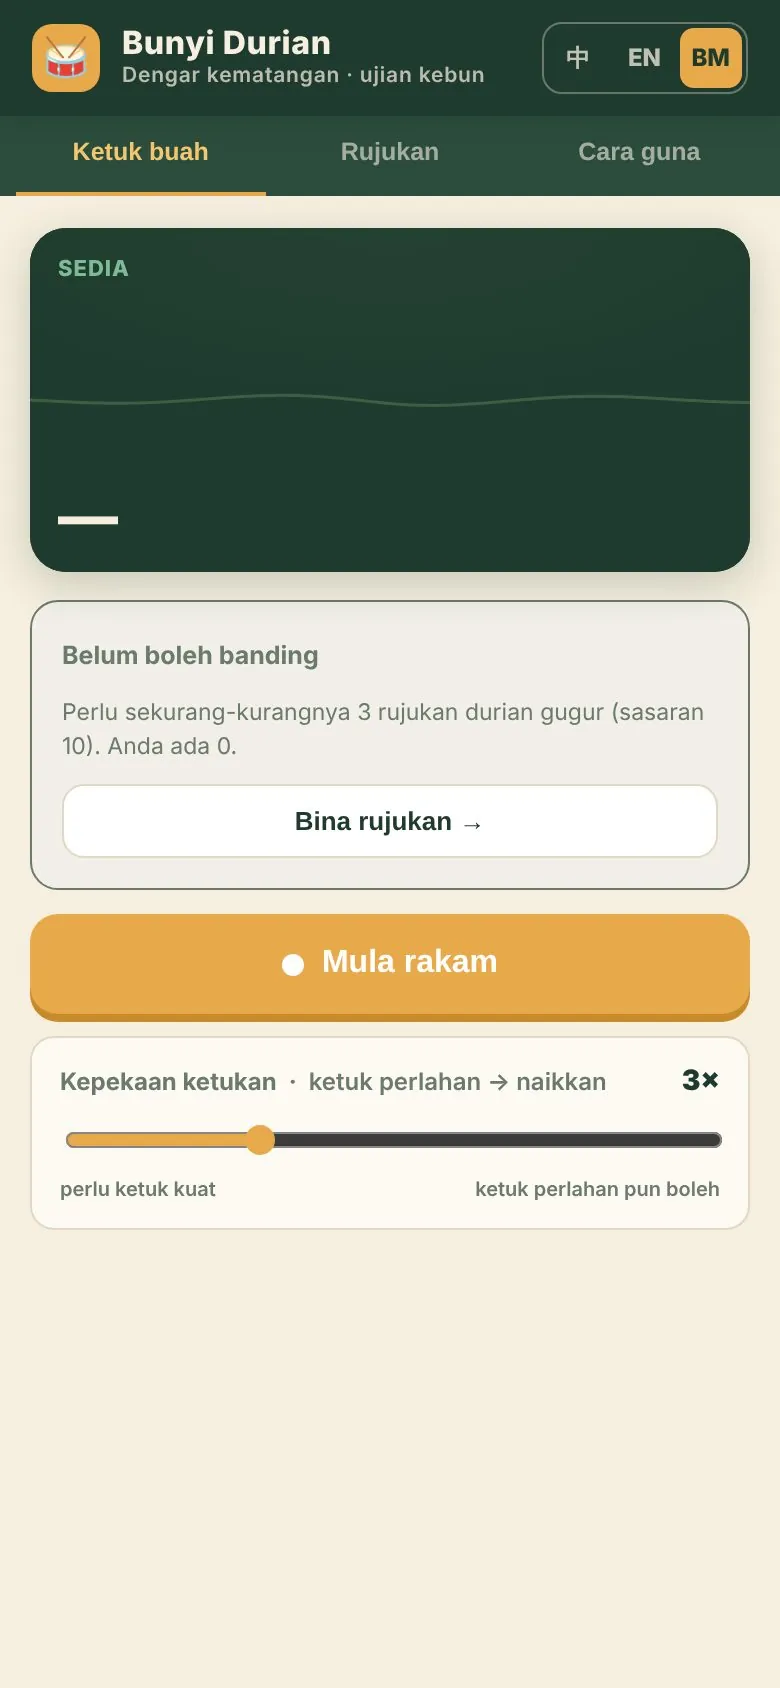 Bunyi Durian
Dengar kematangan · ujian kebun
中 EN BM
Ketuk buah Rujukan Cara guna
SEDIA
—
Belum boleh banding
Perlu sekurang-kurangnya 3 rujukan durian gugur (sasaran
10). Anda ada 0.
Bina rujukan →
Mula rakam
Kepekaan ketukan · ketuk perlahan → naikkan 3×
perlu ketuk kuat ketuk perlahan pun boleh